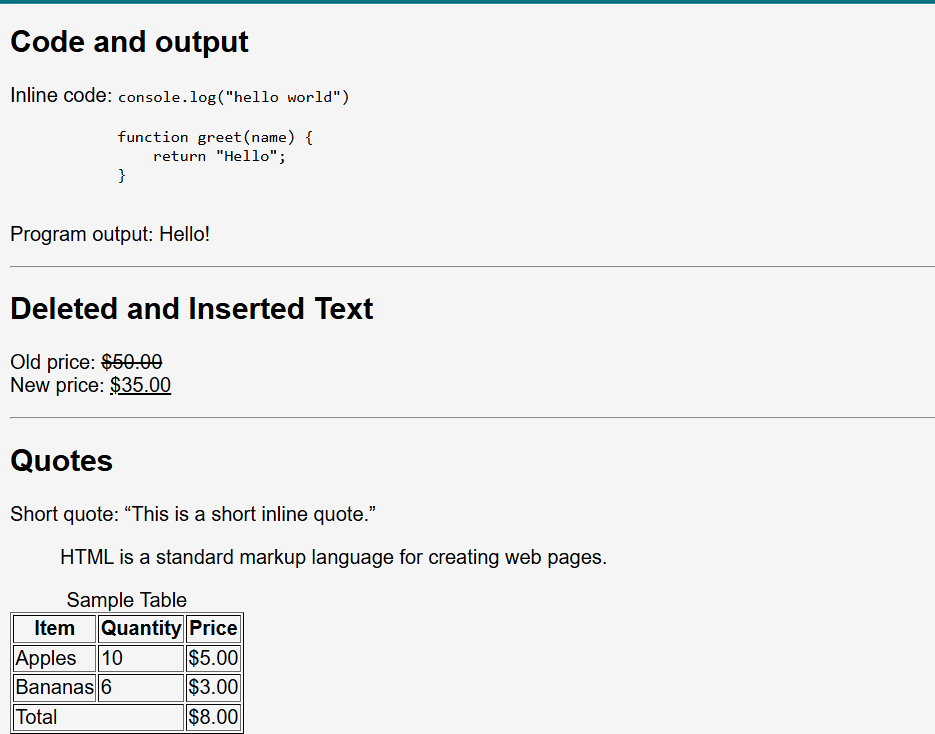 Code and output
Inline code: console.log("hello world")
function greet(name) {
    return "Hello";
}
Program output: Hello!
Deleted and Inserted Text
Old price: $50.00
New price: $35.00
Quotes
Short quote: “This is a short inline quote.”
HTML is a standard markup language for creating web pages.
Sample Table
Item Quantity Price
Apples 10 $5.00
Bananas 6 $3.00
Total $8.00